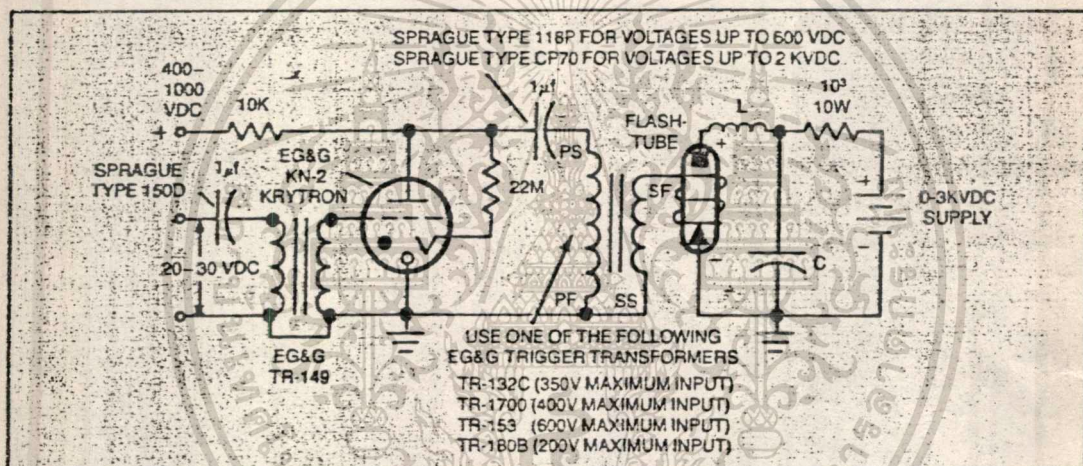 SPRAGUE TYPE 118P FOR VOLTAGES UP TO 600 VDC
SPRAGUE TYPE CP70 FOR VOLTAGES UP TO 2 KVDC
400–
1000
VDC
10K
1µf
FLASH-
TUBE
L
10³
10W
+
PS
+
SPRAGUE
TYPE 150D
1µf
EG&G
KN-2
KRYTRON
22M
SF
+
0-3KVDC
SUPPLY
–
20–30 VDC
–
C
PF
SS
EG&G
TR-149
USE ONE OF THE FOLLOWING
EG&G TRIGGER TRANSFORMERS
TR-132C (350V MAXIMUM INPUT)
TR-1700 (400V MAXIMUM INPUT)
TR-153 (600V MAXIMUM INPUT)
TR-180B (200V MAXIMUM INPUT)